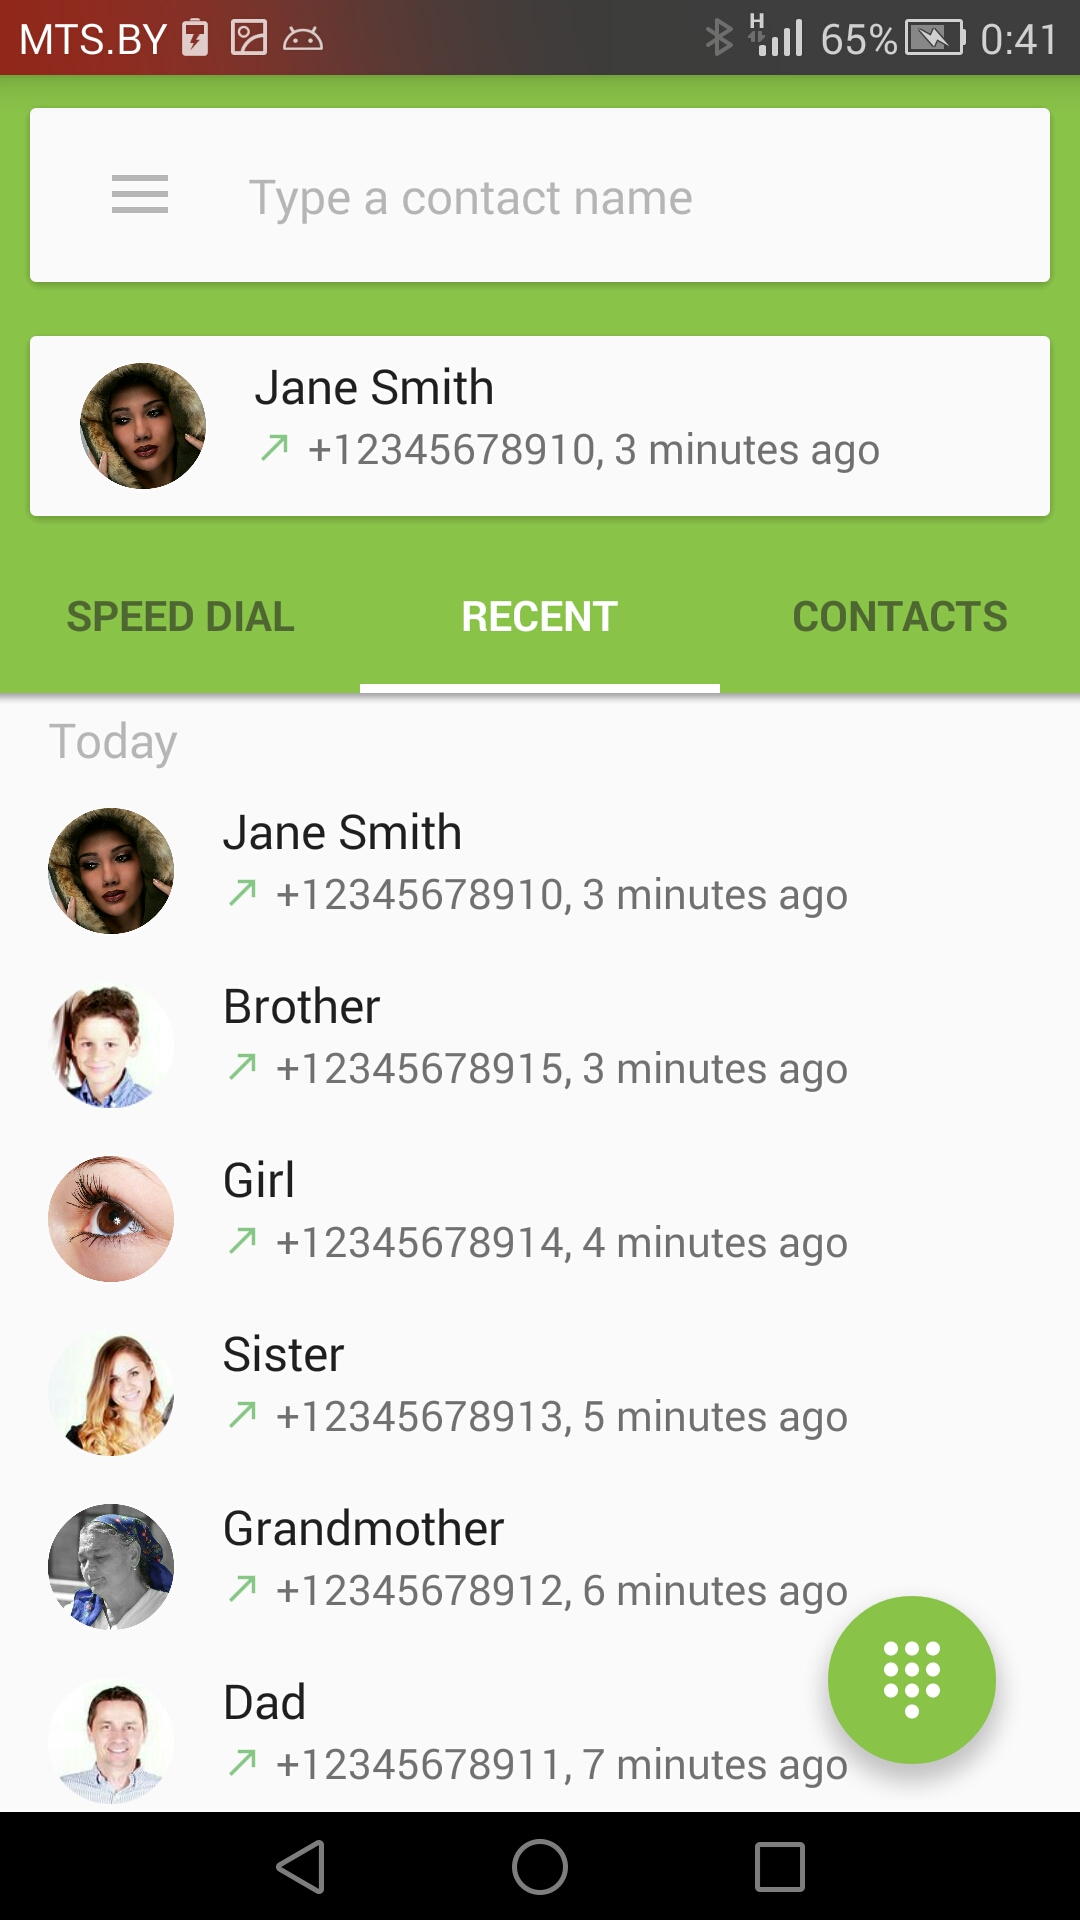 MTS.BY H 65% 0:41
Type a contact name
Jane Smith
+12345678910, 3 minutes ago
SPEED DIAL RECENT CONTACTS
Today
Jane Smith
+12345678910, 3 minutes ago
Brother
+12345678915, 3 minutes ago
Girl
+12345678914, 4 minutes ago
Sister
+12345678913, 5 minutes ago
Grandmother
+12345678912, 6 minutes ago
Dad
+12345678911, 7 minutes ago